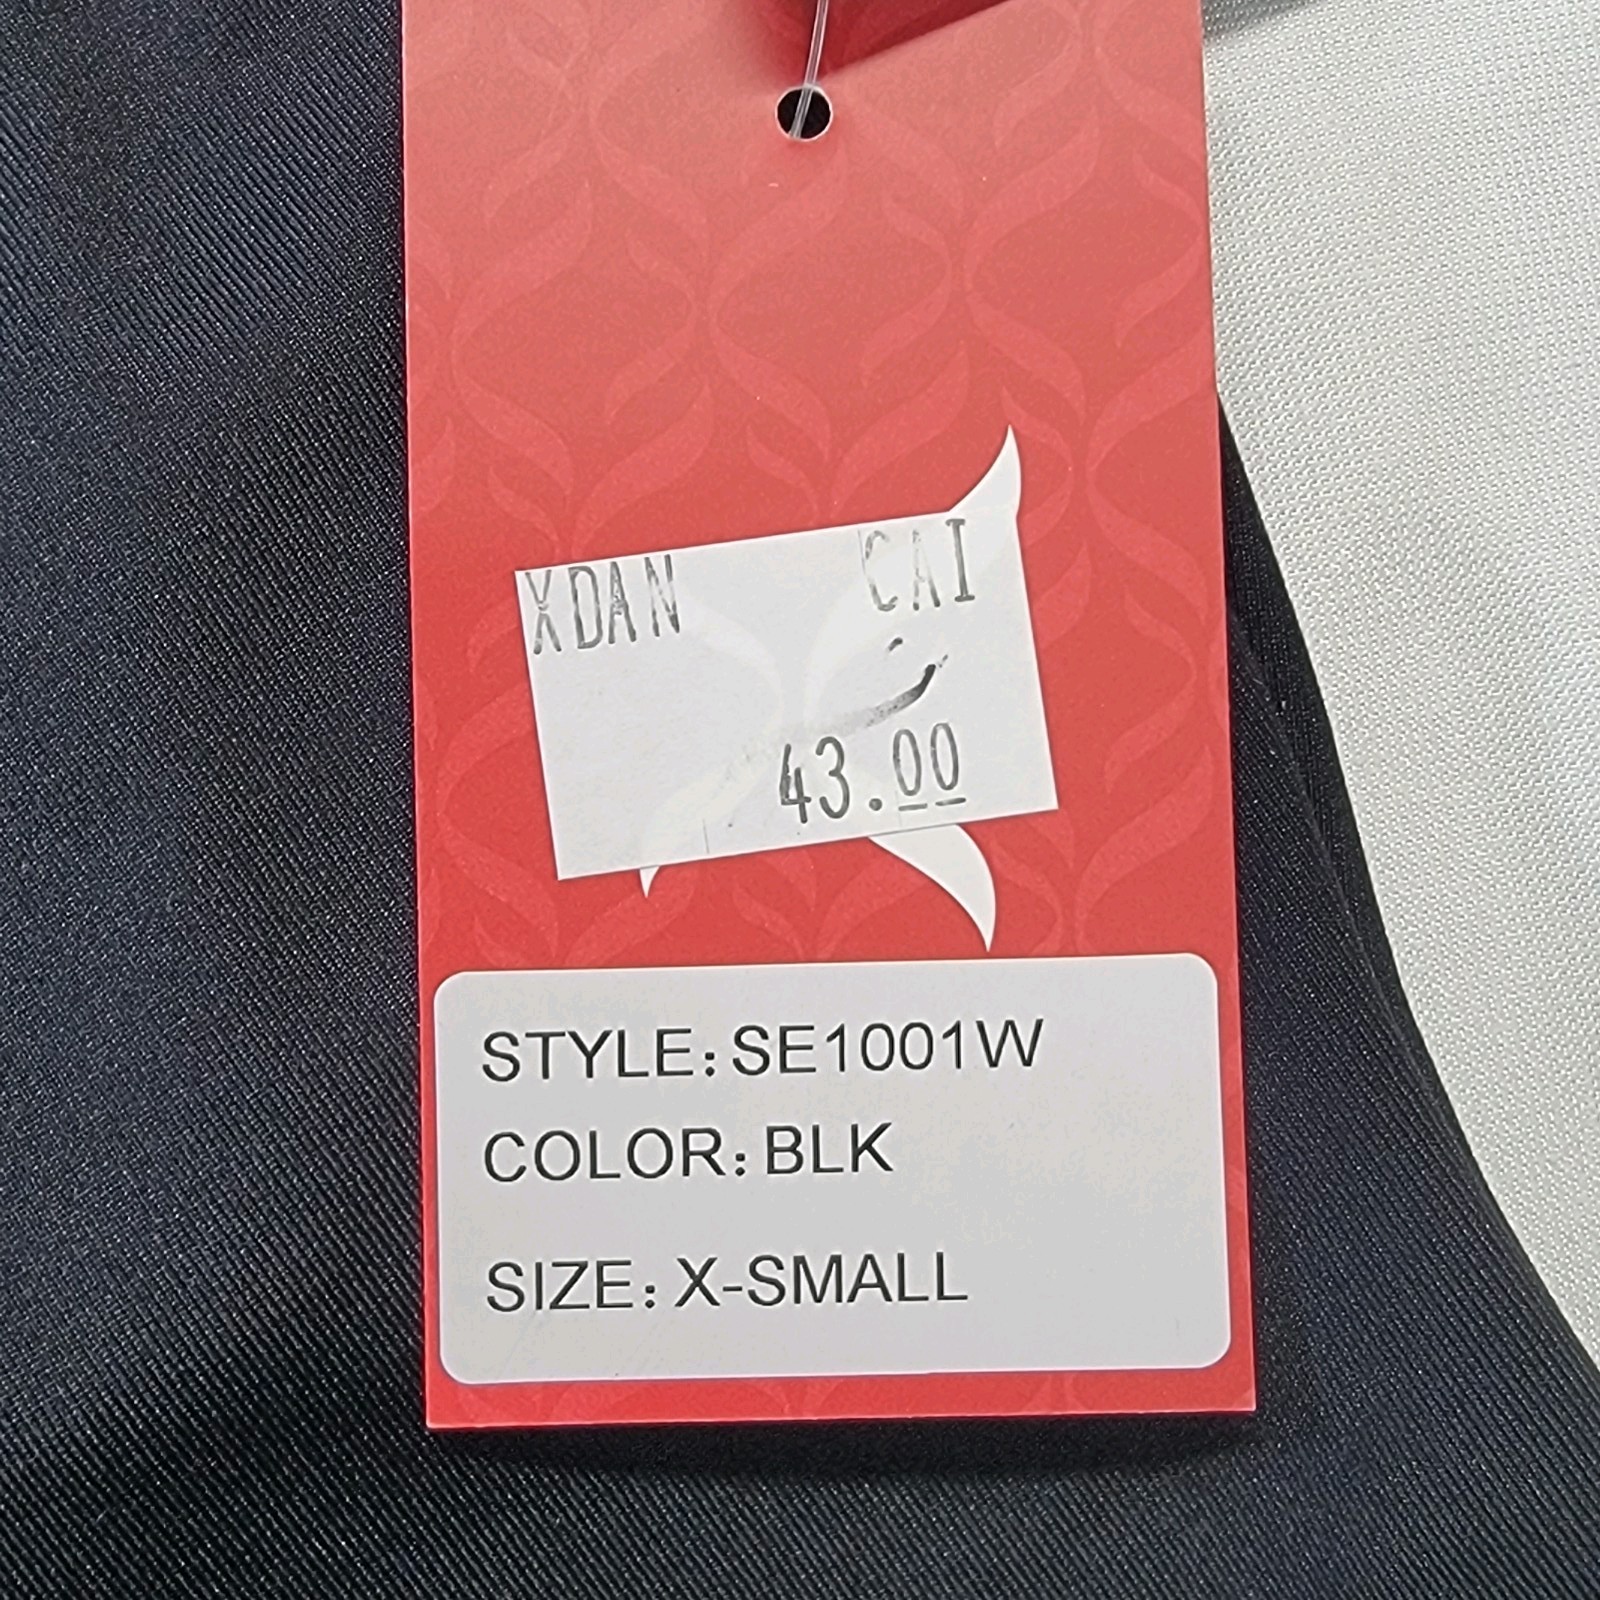 XDAN CAI
43.00
STYLE: SE1001W
COLOR: BLK
SIZE: X-SMALL